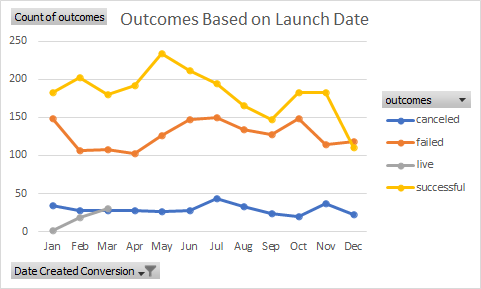 Count of outcomes
Outcomes Based on Launch Date
250
200
150
100
50
0
Jan Feb Mar Apr May Jun Jul Aug Sep Oct Nov Dec
outcomes
canceled
failed
live
successful
Date Created Conversion